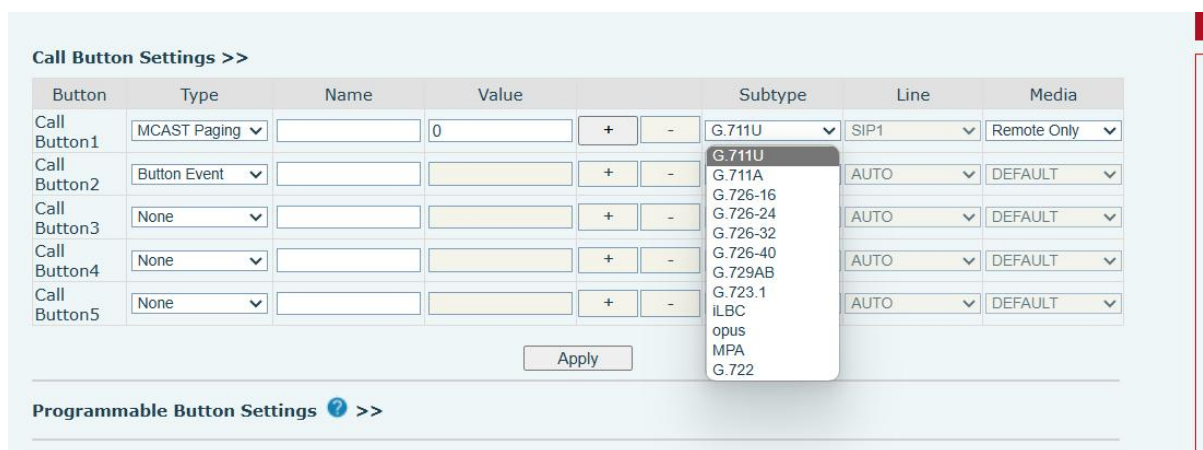 Call Button Settings >>
Button Type Name Value Subtype Line Media
Call Button1 MCAST Paging 0 + - G.711U SIP1 Remote Only
G.711U
G.711A
G.726-16
G.726-24
G.726-32
G.726-40
G.729AB
G.723.1
iLBC
opus
MPA
G.722
Call Button2 Button Event + - AUTO DEFAULT
Call Button3 None + - AUTO DEFAULT
Call Button4 None + - AUTO DEFAULT
Call Button5 None + - AUTO DEFAULT
Apply
Programmable Button Settings ? >>